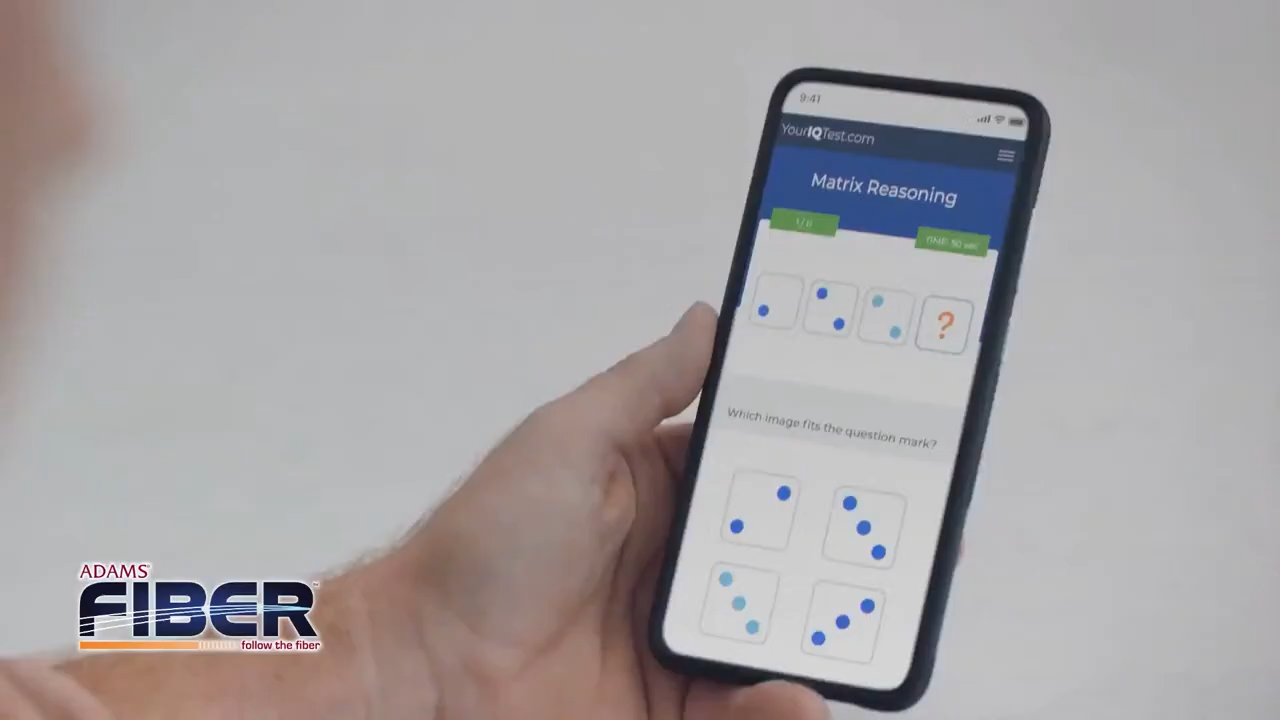 9:41
YourIQTest.com
Matrix Reasoning
?
Which image fits the question mark?
ADAMS
FIBER
follow the fiber